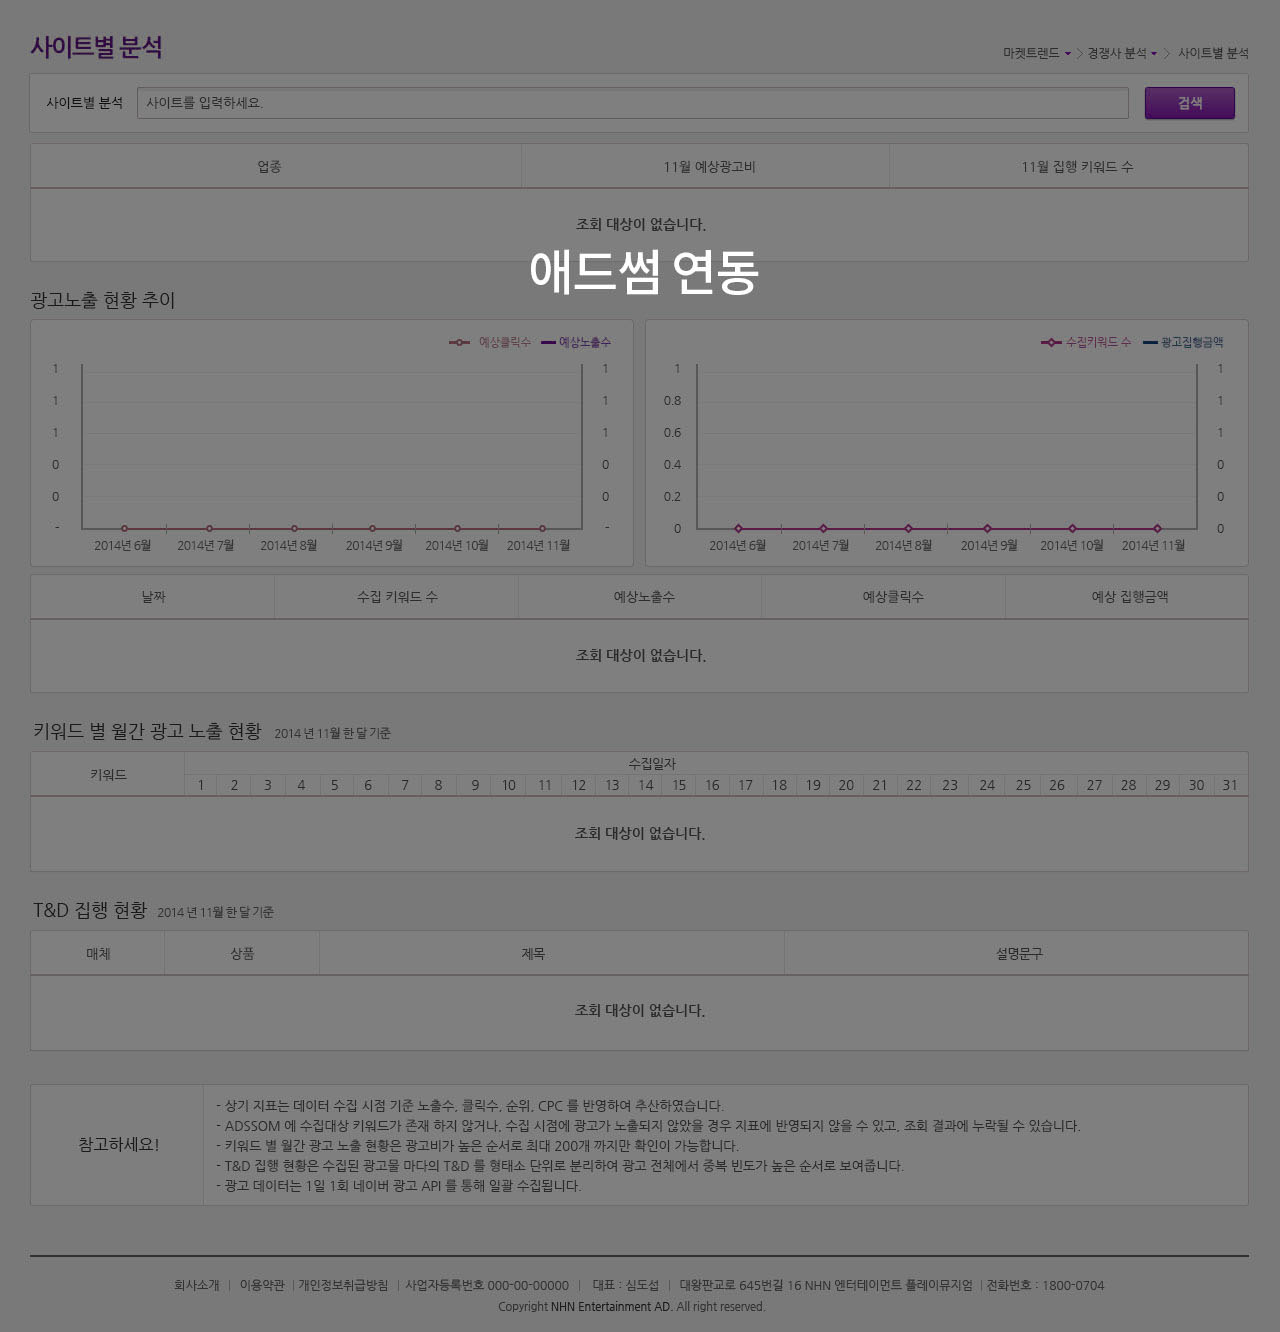 사이트별 분석
마켓트렌드 > 경쟁사 분석 > 사이트별 분석
사이트별 분석 사이트를 입력하세요. 검색
업종 11월 예상광고비 11월 집행 키워드 수
조회 대상이 없습니다.
애드썸 연동
광고노출 현황 추이
예상클릭수 예상노출수
1 1
1 1
1 1
0 0
0 0
- -
2014년 6월 2014년 7월 2014년 8월 2014년 9월 2014년 10월 2014년 11월
수집키워드 수 광고집행금액
1 1
0.8 1
0.6 1
0.4 0
0.2 0
0 0
2014년 6월 2014년 7월 2014년 8월 2014년 9월 2014년 10월 2014년 11월
날짜 수집 키워드 수 예상노출수 예상클릭수 예상 집행금액
조회 대상이 없습니다.
키워드 별 월간 광고 노출 현황 2014 년 11월 한 달 기준
키워드 수집일자
1 2 3 4 5 6 7 8 9 10 11 12 13 14 15 16 17 18 19 20 21 22 23 24 25 26 27 28 29 30 31
조회 대상이 없습니다.
T&D 집행 현황 2014 년 11월 한 달 기준
매체 상품 제목 설명문구
조회 대상이 없습니다.
참고하세요!
- 상기 지표는 데이터 수집 시점 기준 노출수, 클릭수, 순위, CPC 를 반영하여 추산하였습니다.
- ADSSOM 에 수집대상 키워드가 존재 하지 않거나, 수집 시점에 광고가 노출되지 않았을 경우 지표에 반영되지 않을 수 있고, 조회 결과에 누락될 수 있습니다.
- 키워드 별 월간 광고 노출 현황은 광고비가 높은 순서로 최대 200개 까지만 확인이 가능합니다.
- T&D 집행 현황은 수집된 광고물 마다의 T&D 를 형태소 단위로 분리하여 광고 전체에서 중복 빈도가 높은 순서로 보여줍니다.
- 광고 데이터는 1일 1회 네이버 광고 API 를 통해 일괄 수집됩니다.
회사소개 | 이용약관 | 개인정보취급방침 | 사업자등록번호 000-00-00000 | 대표 : 심도섭 | 대왕판교로 645번길 16 NHN 엔터테이먼트 플레이뮤지엄 | 전화번호 : 1800-0704
Copyright NHN Entertainment AD. All right reserved.